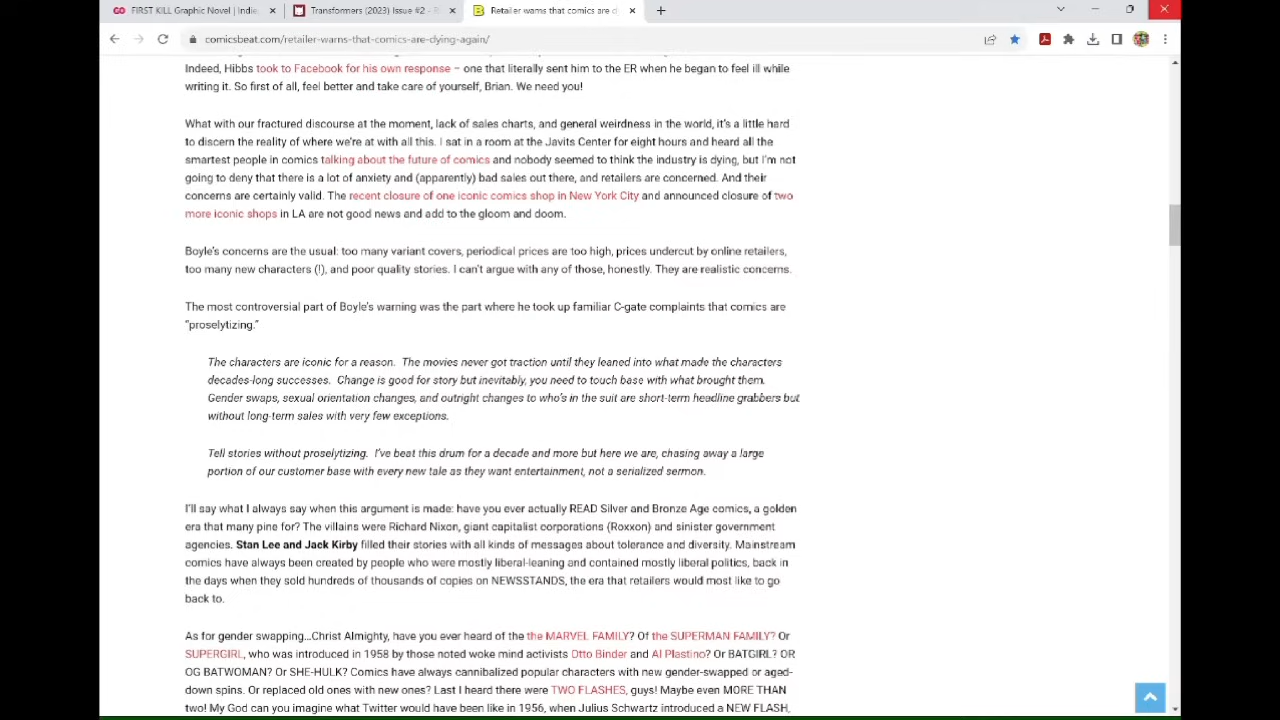 FIRST KILL Graphic Novel | Indie
Transformers (2023) Issue #2 - R
Retailer warns that comics are d
comicsbeat.com/retailer-warns-that-comics-are-dying-again/
Indeed, Hibbs took to Facebook for his own response – one that literally sent him to the ER when he began to feel ill while
writing it. So first of all, feel better and take care of yourself, Brian. We need you!
What with our fractured discourse at the moment, lack of sales charts, and general weirdness in the world, it's a little hard
to discern the reality of where we're at with all this. I sat in a room at the Javits Center for eight hours and heard all the
smartest people in comics talking about the future of comics and nobody seemed to think the industry is dying, but I'm not
going to deny that there is a lot of anxiety and (apparently) bad sales out there, and retailers are concerned. And their
concerns are certainly valid. The recent closure of one iconic comics shop in New York City and announced closure of two
more iconic shops in LA are not good news and add to the gloom and doom.
Boyle's concerns are the usual: too many variant covers, periodical prices are too high, prices undercut by online retailers,
too many new characters (!), and poor quality stories. I can't argue with any of those, honestly. They are realistic concerns.
The most controversial part of Boyle's warning was the part where he took up familiar C-gate complaints that comics are
"proselytizing."
The characters are iconic for a reason. The movies never got traction until they leaned into what made the characters
decades-long successes. Change is good for story but inevitably, you need to touch base with what brought them.
Gender swaps, sexual orientation changes, and outright changes to who's in the suit are short-term headline grabbers but
without long-term sales with very few exceptions.
Tell stories without proselytizing. I've beat this drum for a decade and more but here we are, chasing away a large
portion of our customer base with every new tale as they want entertainment, not a serialized sermon.
I'll say what I always say when this argument is made: have you ever actually READ Silver and Bronze Age comics, a golden
era that many pine for? The villains were Richard Nixon, giant capitalist corporations (Roxxon) and sinister government
agencies. Stan Lee and Jack Kirby filled their stories with all kinds of messages about tolerance and diversity. Mainstream
comics have always been created by people who were mostly liberal-leaning and contained mostly liberal politics, back in
the days when they sold hundreds of thousands of copies on NEWSSTANDS, the era that retailers would most like to go
back to.
As for gender swapping…Christ Almighty, have you ever heard of the the MARVEL FAMILY? Of the SUPERMAN FAMILY? Or
SUPERGIRL, who was introduced in 1958 by those noted woke mind activists Otto Binder and Al Plastino? Or BATGIRL? OR
OG BATWOMAN? Or SHE-HULK? Comics have always cannibalized popular characters with new gender-swapped or aged-
down spins. Or replaced old ones with new ones? Last I heard there were TWO FLASHES, guys! Maybe even MORE THAN
two! My God can you imagine what Twitter would have been like in 1956, when Julius Schwartz introduced a NEW FLASH,